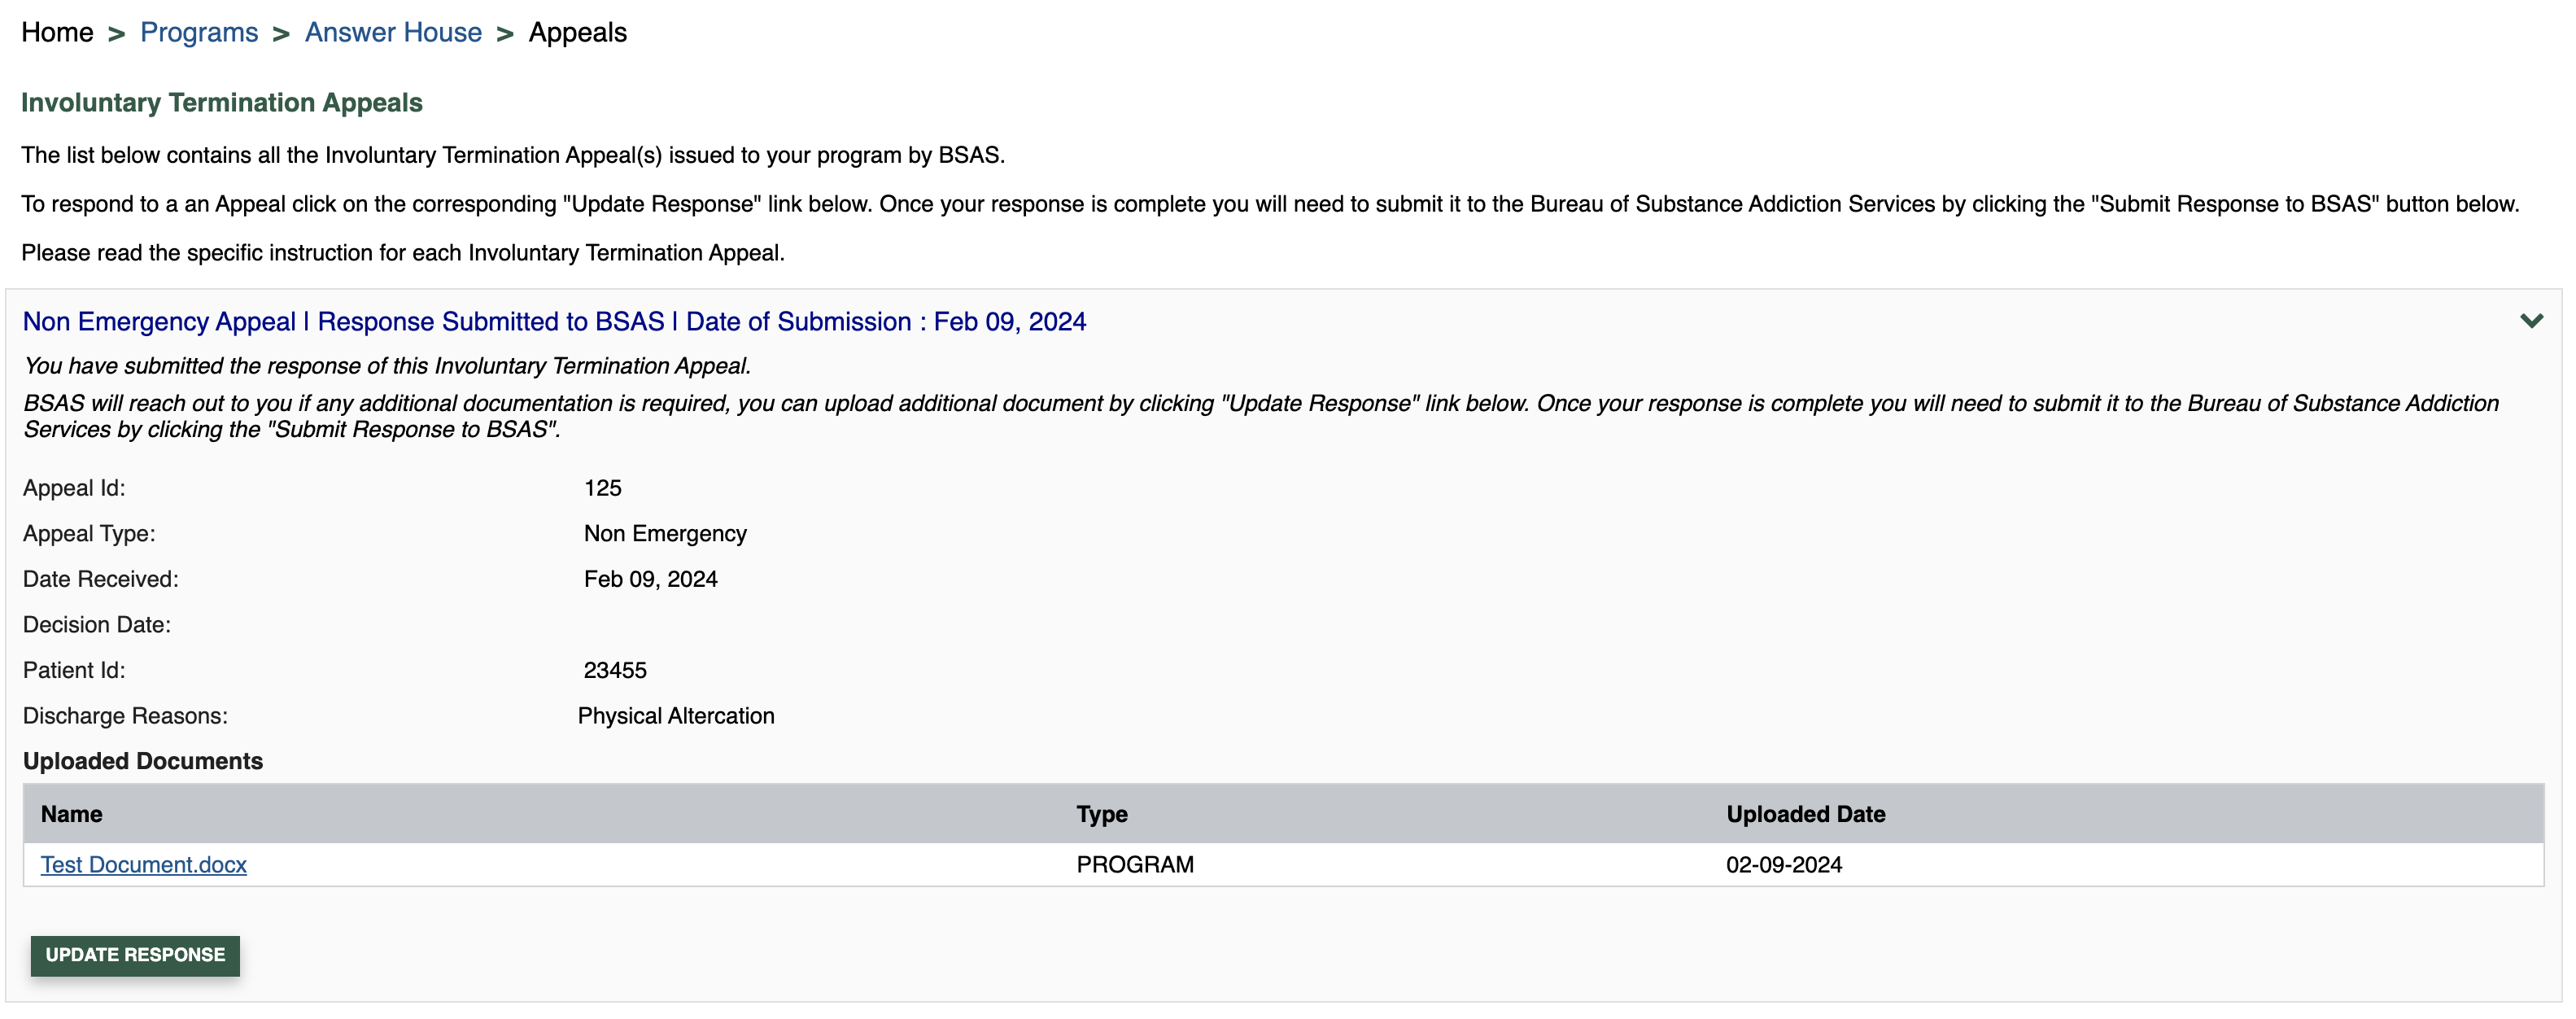 Home > Programs > Answer House > Appeals
Involuntary Termination Appeals
The list below contains all the Involuntary Termination Appeal(s) issued to your program by BSAS.
To respond to a an Appeal click on the corresponding "Update Response" link below. Once your response is complete you will need to submit it to the Bureau of Substance Addiction Services by clicking the "Submit Response to BSAS" button below.
Please read the specific instruction for each Involuntary Termination Appeal.
Non Emergency Appeal | Response Submitted to BSAS | Date of Submission : Feb 09, 2024
You have submitted the response of this Involuntary Termination Appeal.
BSAS will reach out to you if any additional documentation is required, you can upload additional document by clicking "Update Response" link below. Once your response is complete you will need to submit it to the Bureau of Substance Addiction
Services by clicking the "Submit Response to BSAS".
Appeal Id: 125
Appeal Type: Non Emergency
Date Received: Feb 09, 2024
Decision Date:
Patient Id: 23455
Discharge Reasons: Physical Altercation
Uploaded Documents
Name Type Uploaded Date
Test Document.docx PROGRAM 02-09-2024
UPDATE RESPONSE